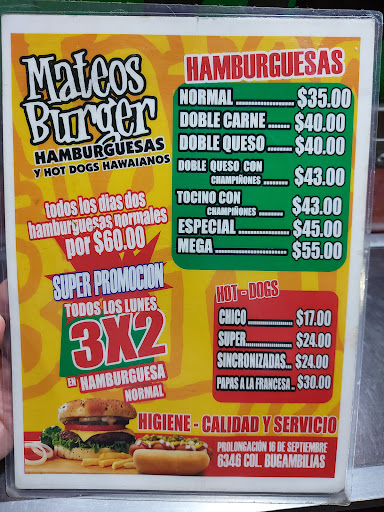 Mateos
Burger
HAMBURGUESAS
Y HOT DOGS HAWAIANOS
todos los dias dos
hamburguesas normales
por $60.00
SUPER PROMOCION
TODOS LOS LUNES
3X2
EN HAMBURGUESA
NORMAL
HAMBURGUESAS
NORMAL .................. $35.00
DOBLE CARNE ....... $40.00
DOBLE QUESO ....... $40.00
DOBLE QUESO CON
CHAMPIÑONES ........ $43.00
TOCINO CON
CHAMPIÑONES ........ $43.00
ESPECIAL ............... $45.00
MEGA ..................... $55.00
HOT - DOGS
CHICO ............... $17.00
SUPER ............... $24.00
SINCRONIZADAS... $24.00
PAPAS A LA FRANCESA .. $30.00
HIGIENE - CALIDAD Y SERVICIO
PROLONGACIÓN 16 DE SEPTIEMBRE
6346 COL. BUGAMBILIAS